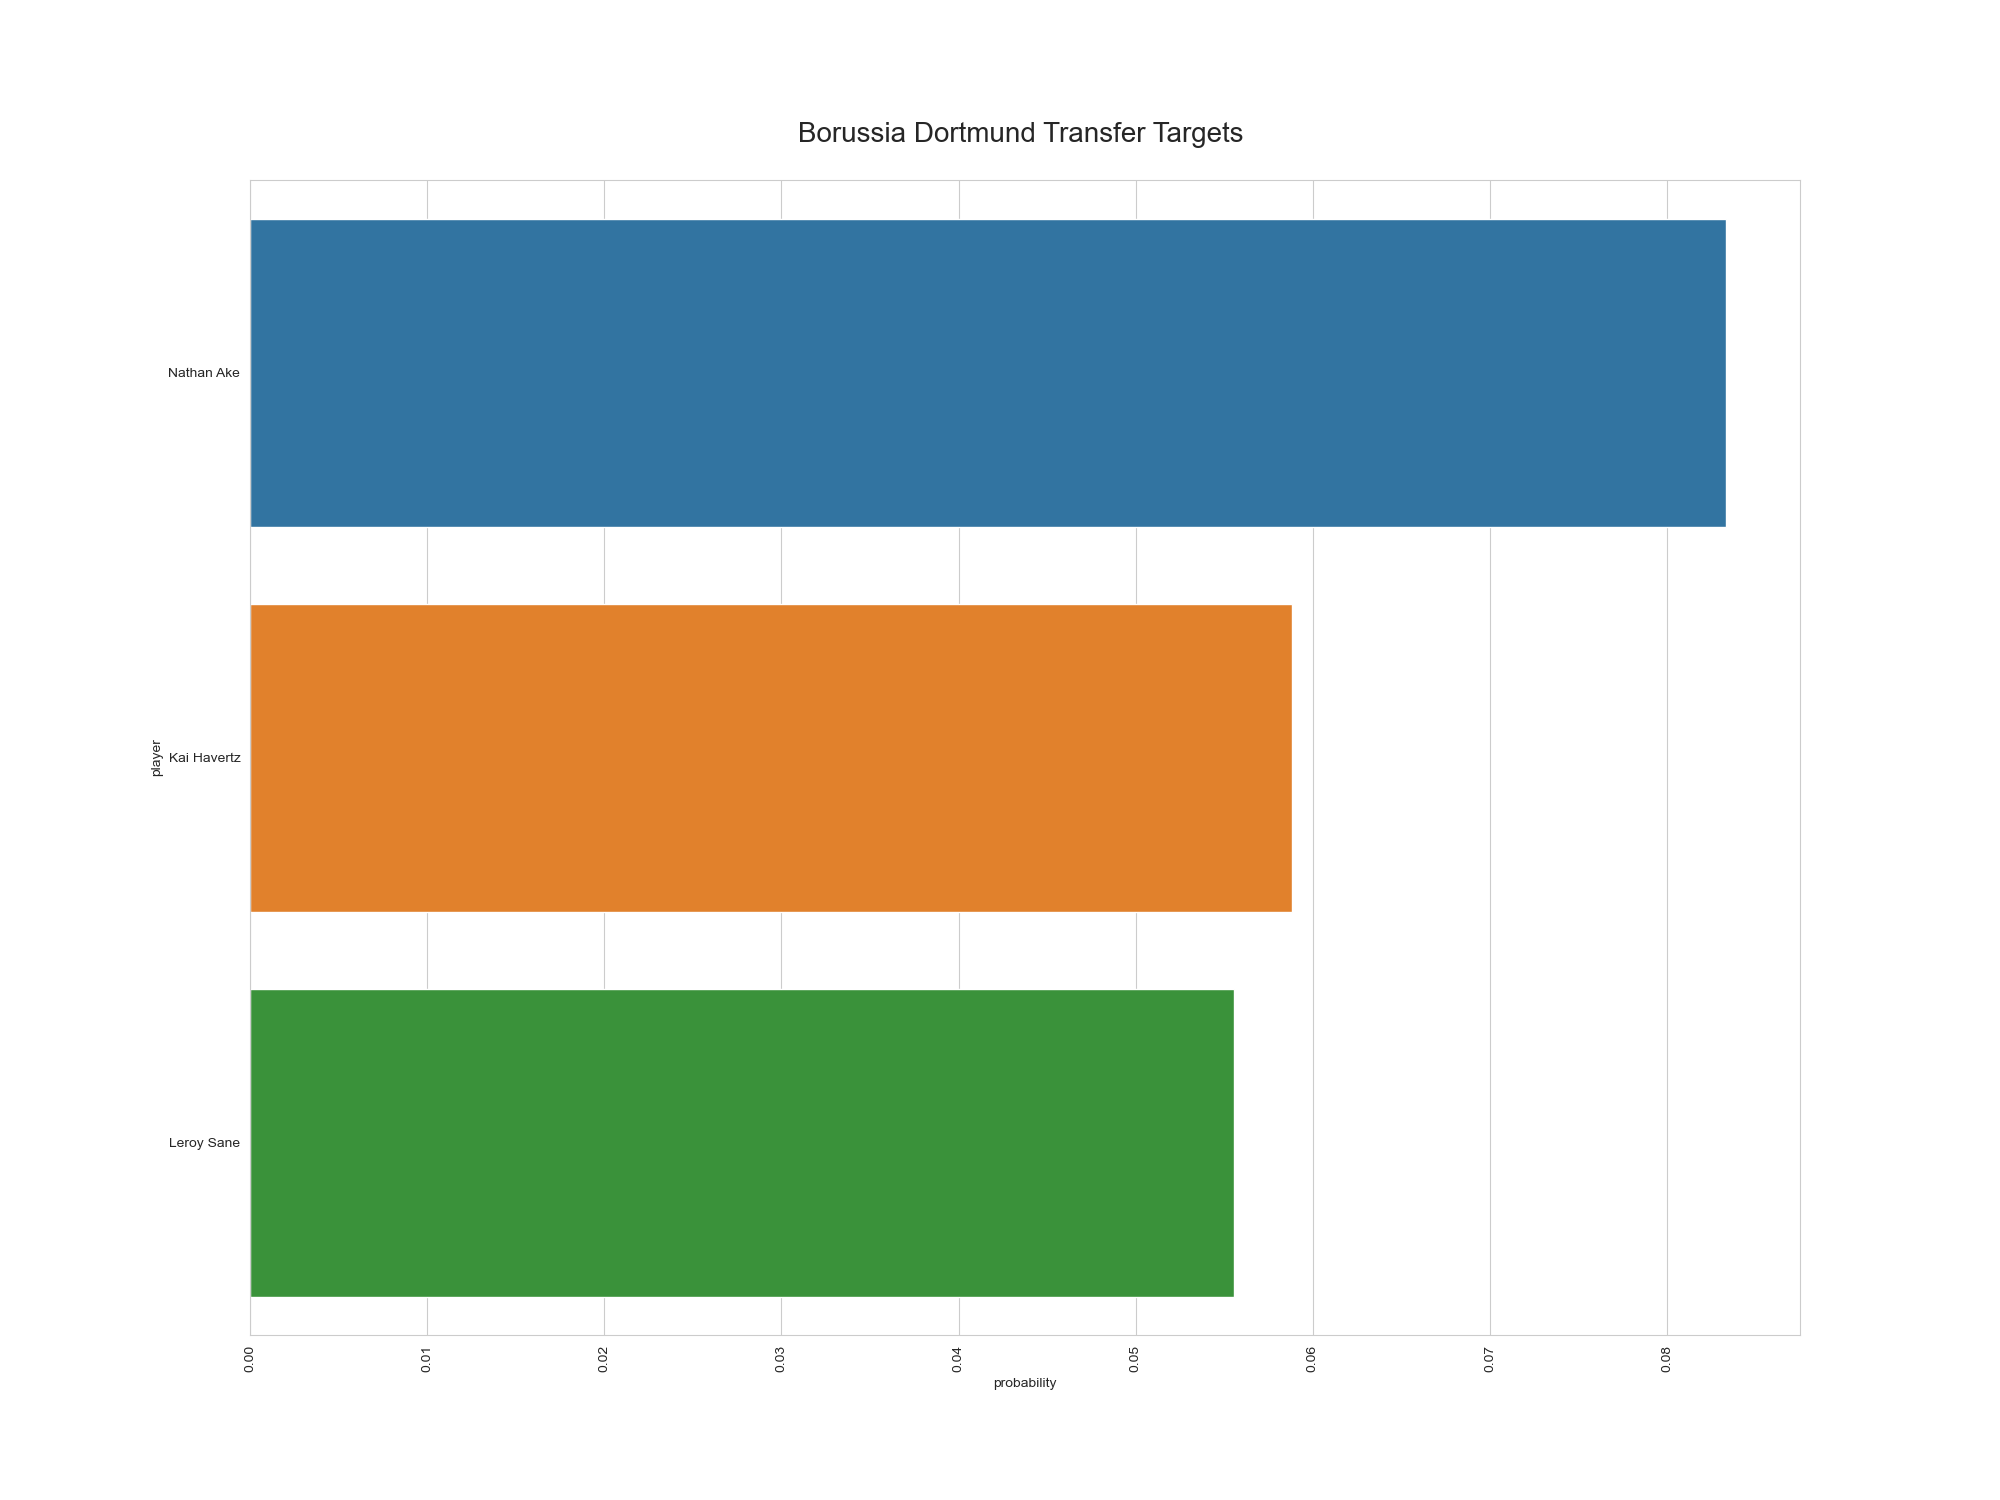 Borussia Dortmund Transfer Targets
Nathan Ake
player
Kai Havertz
Leroy Sane
0.00
0.01
0.02
0.03
0.04
0.05
0.06
0.07
0.08
probability